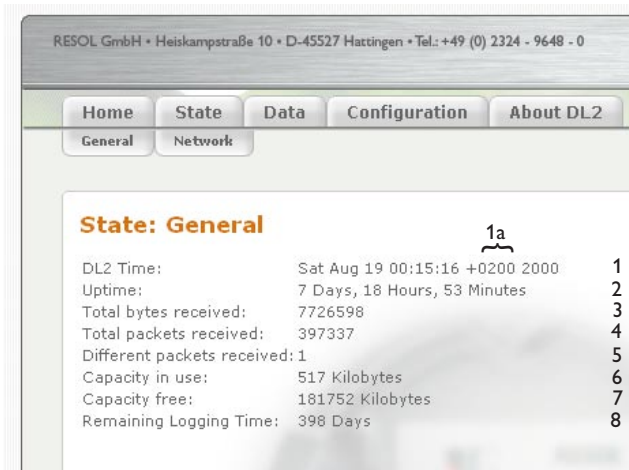 RESOL GmbH • Heiskampstraße 10 • D-45527 Hattingen • Tel.: +49 (0) 2324 - 9648 - 0
Home State Data Configuration About DL2
General Network
State: General
1a
DL2 Time: Sat Aug 19 00:15:16 +0200 2000 1
Uptime: 7 Days, 18 Hours, 53 Minutes 2
Total bytes received: 7726598 3
Total packets received: 397337 4
Different packets received: 1 5
Capacity in use: 517 Kilobytes 6
Capacity free: 181752 Kilobytes 7
Remaining Logging Time: 398 Days 8